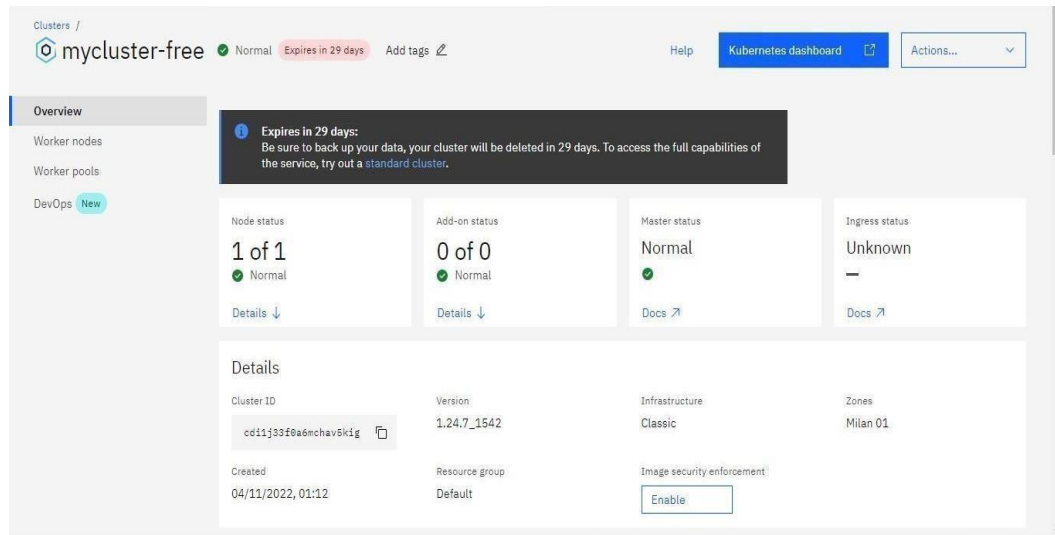 Clusters /
mycluster-free Normal Expires in 29 days Add tags Help Kubernetes dashboard Actions...
Overview
Worker nodes
Worker pools
DevOps New
Expires in 29 days:
Be sure to back up your data, your cluster will be deleted in 29 days. To access the full capabilities of
the service, try out a standard cluster.
Node status Add-on status Master status Ingress status
1 of 1 0 of 0 Normal Unknown
Normal Normal
Details Details Docs Docs
Details
Cluster ID Version Infrastructure Zones
cdi1j33f0a6mchav5kig 1.24.7_1542 Classic Milan 01
Created Resource group Image security enforcement
04/11/2022, 01:12 Default Enable